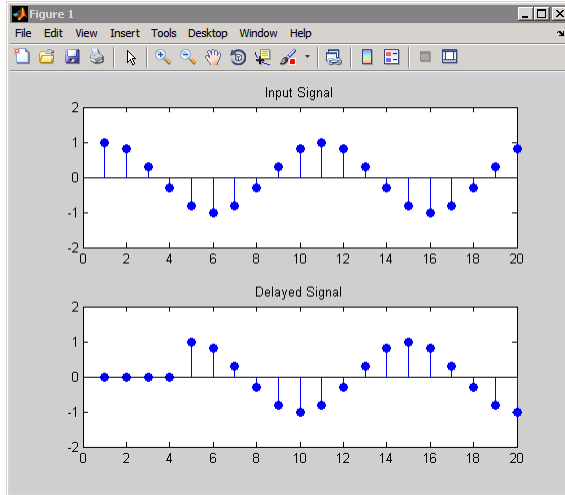 Figure 1
File Edit View Insert Tools Desktop Window Help
Input Signal
2
1
0
-1
-2
0 2 4 6 8 10 12 14 16 18 20
Delayed Signal
2
1
0
-1
-2
0 2 4 6 8 10 12 14 16 18 20